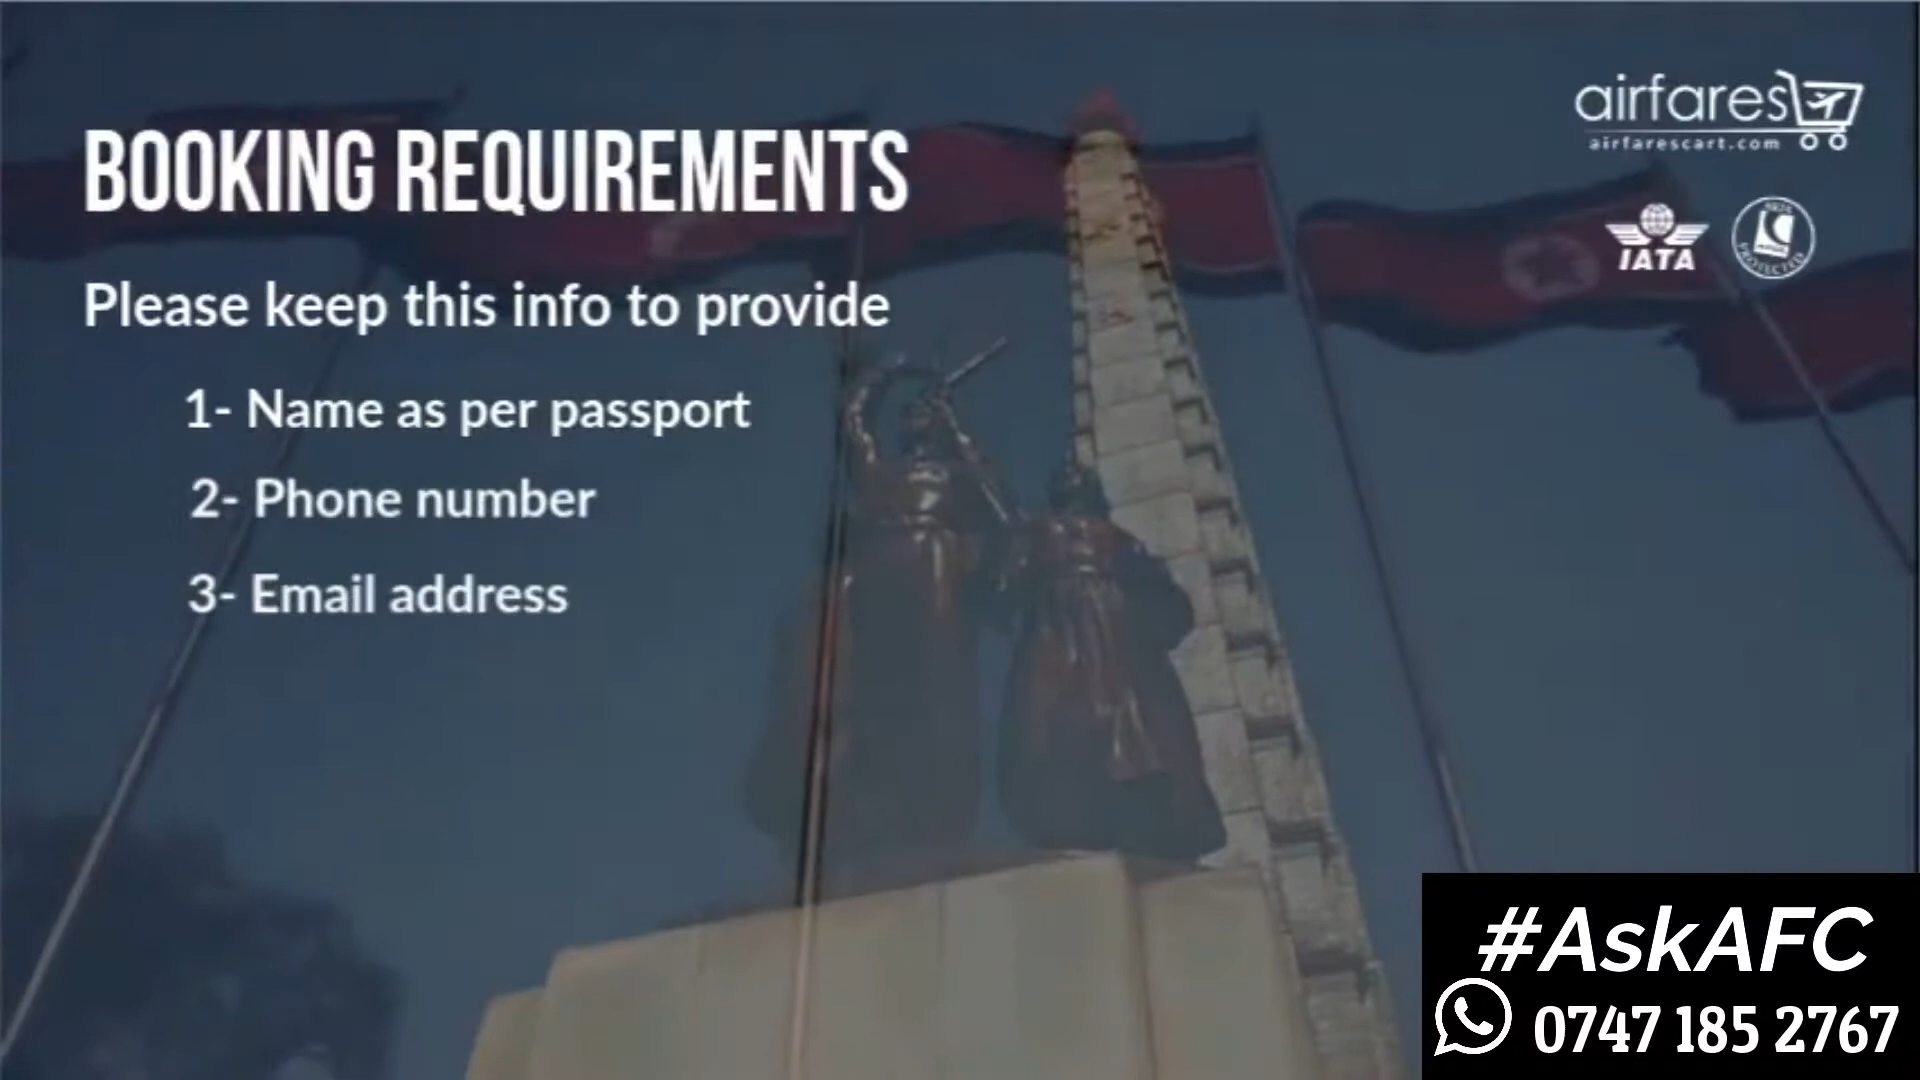 airfares
airfarescart.com
BOOKING REQUIREMENTS
IATA
PROTECTED
Please keep this info to provide
1- Name as per passport
2- Phone number
3- Email address
#AskAFC
0747 185 2767